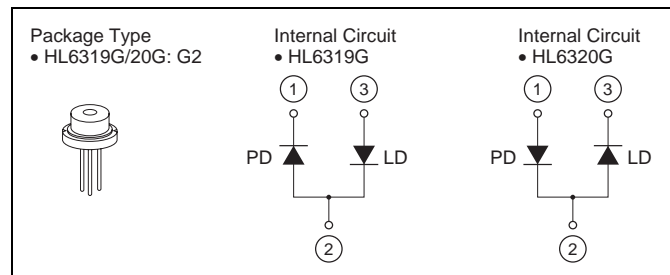 Package Type
• HL6319G/20G: G2
Internal Circuit
• HL6319G
1 3
PD LD
2
Internal Circuit
• HL6320G
1 3
PD LD
2